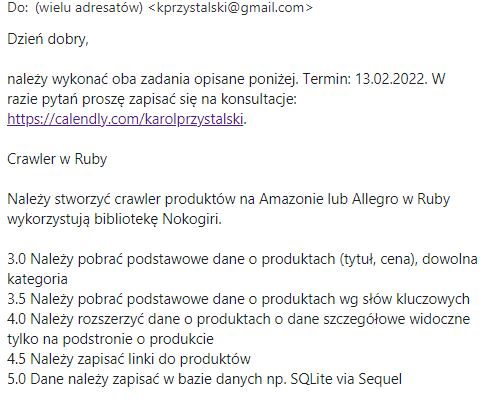 Do: (wielu adresatów) <kprzystalski@gmail.com>
Dzień dobry,
należy wykonać oba zadania opisane poniżej. Termin: 13.02.2022. W
razie pytań proszę zapisać się na konsultacje:
https://calendly.com/karolprzystalski.
Crawler w Ruby
Należy stworzyć crawler produktów na Amazonie lub Allegro w Ruby
wykorzystują bibliotekę Nokogiri.
3.0 Należy pobrać podstawowe dane o produktach (tytuł, cena), dowolna
kategoria
3.5 Należy pobrać podstawowe dane o produktach wg słów kluczowych
4.0 Należy rozszerzyć dane o produktach o dane szczegółowe widoczne
tylko na podstronie o produkcie
4.5 Należy zapisać linki do produktów
5.0 Dane należy zapisać w bazie danych np. SQLite via Sequel